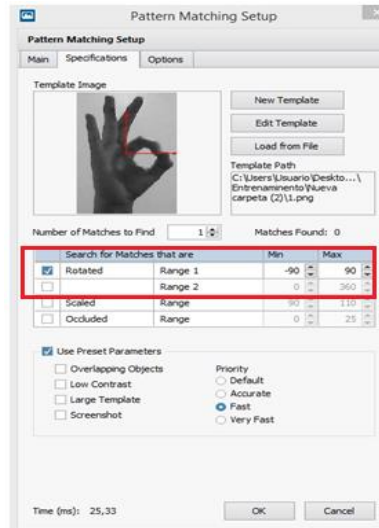 Pattern Matching Setup
Pattern Matching Setup
Main Specifications Options
Template Image
New Template
Edit Template
Load from File
Template Path
C:\Users\Usuario\Deskto...\
Entrenaminento\Nueva
carpeta (2)\1.png
Number of Matches to Find 1 Matches Found: 0
Search for Matches that are Min Max
Rotated Range 1 -90 90
Range 2 0 360
Scaled Range 90 110
Occluded Range 0 25
Use Preset Parameters
Overlapping Objects
Low Contrast
Large Template
Screenshot
Priority
Default
Accurate
Fast
Very Fast
Time (ms): 25,33 OK Cancel